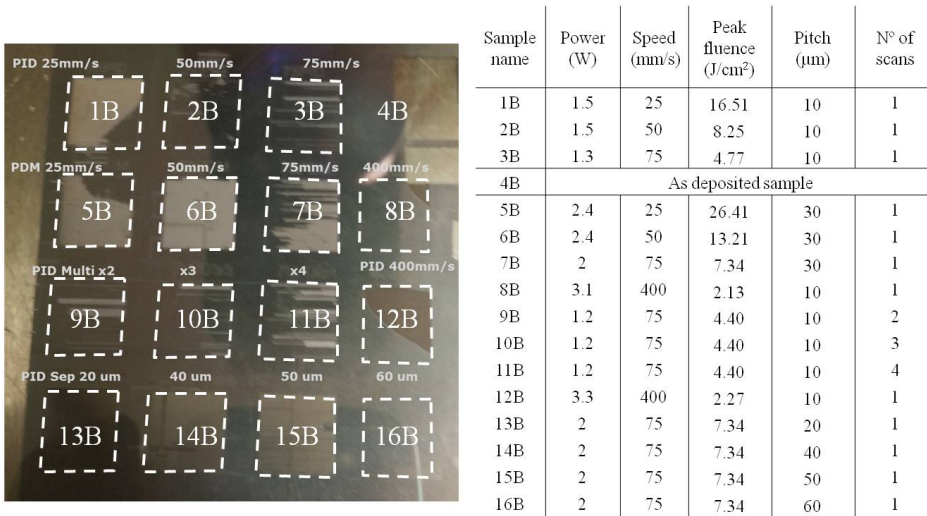 PID 25mm/s 50mm/s 75mm/s
1B 2B 3B 4B
PDM 25mm/s 50mm/s 75mm/s 400mm/s
5B 6B 7B 8B
PID Multi x2 x3 x4 PID 400mm/s
9B 10B 11B 12B
PID Sep 20 um 40 um 50 um 60 um
13B 14B 15B 16B
Sample name Power (W) Speed (mm/s) Peak fluence (J/cm²) Pitch (µm) Nº of scans
1B 1.5 25 16.51 10 1
2B 1.5 50 8.25 10 1
3B 1.3 75 4.77 10 1
4B As deposited sample
5B 2.4 25 26.41 30 1
6B 2.4 50 13.21 30 1
7B 2 75 7.34 30 1
8B 3.1 400 2.13 10 1
9B 1.2 75 4.40 10 2
10B 1.2 75 4.40 10 3
11B 1.2 75 4.40 10 4
12B 3.3 400 2.27 10 1
13B 2 75 7.34 20 1
14B 2 75 7.34 40 1
15B 2 75 7.34 50 1
16B 2 75 7.34 60 1